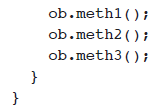 ob.meth1();
ob.meth2();
ob.meth3();
}
}